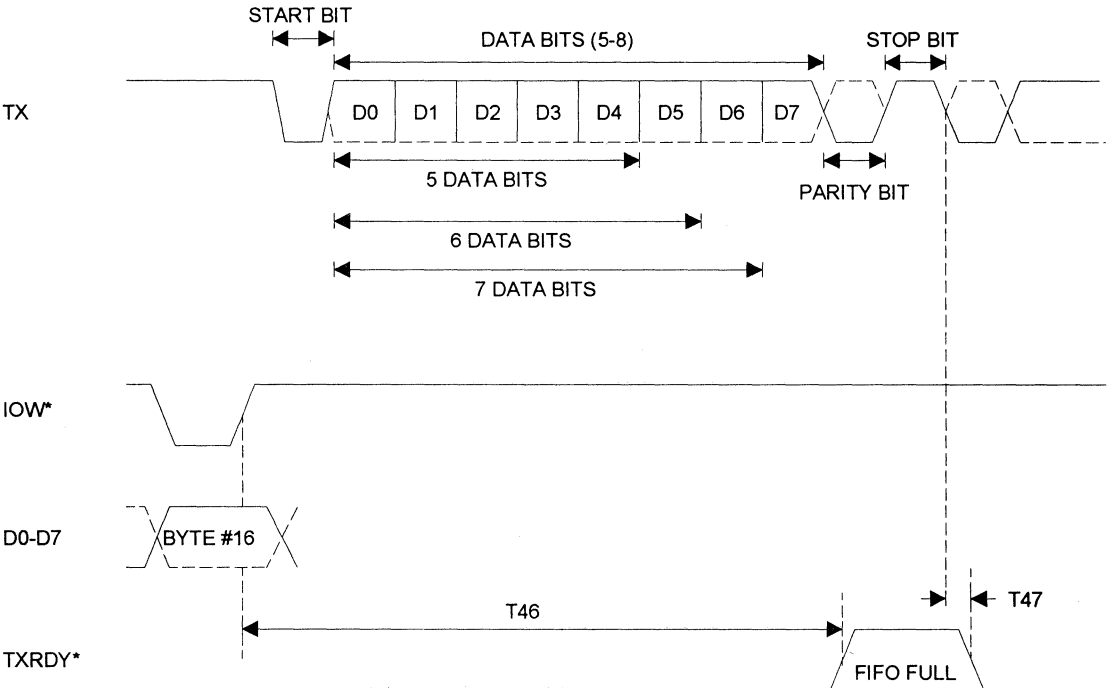 START BIT
DATA BITS (5-8)
STOP BIT
TX
D0 D1 D2 D3 D4 D5 D6 D7
5 DATA BITS
PARITY BIT
6 DATA BITS
7 DATA BITS
IOW*
D0-D7
BYTE #16
T46
T47
TXRDY*
FIFO FULL